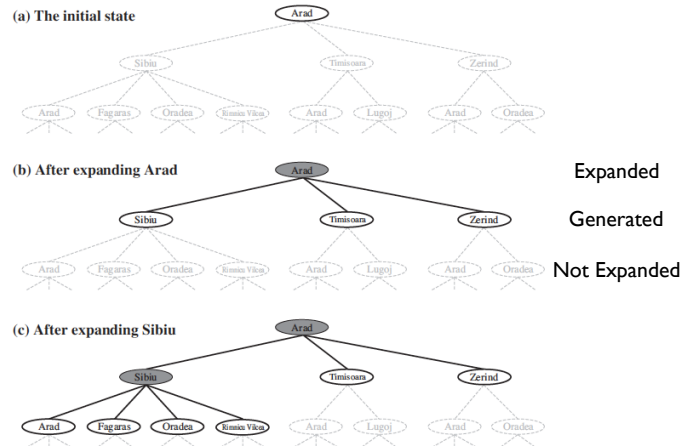 (a) The initial state
Arad
Sibiu Timisoara Zerind
Arad Fagaras Oradea Rimnicu Vilcea Arad Lugoj Arad Oradea
(b) After expanding Arad
Arad
Expanded
Sibiu Timisoara Zerind
Generated
Arad Fagaras Oradea Rimnicu Vilcea Arad Lugoj Arad Oradea
Not Expanded
(c) After expanding Sibiu
Arad
Sibiu Timisoara Zerind
Arad Fagaras Oradea Rimnicu Vilcea Arad Lugoj Arad Oradea